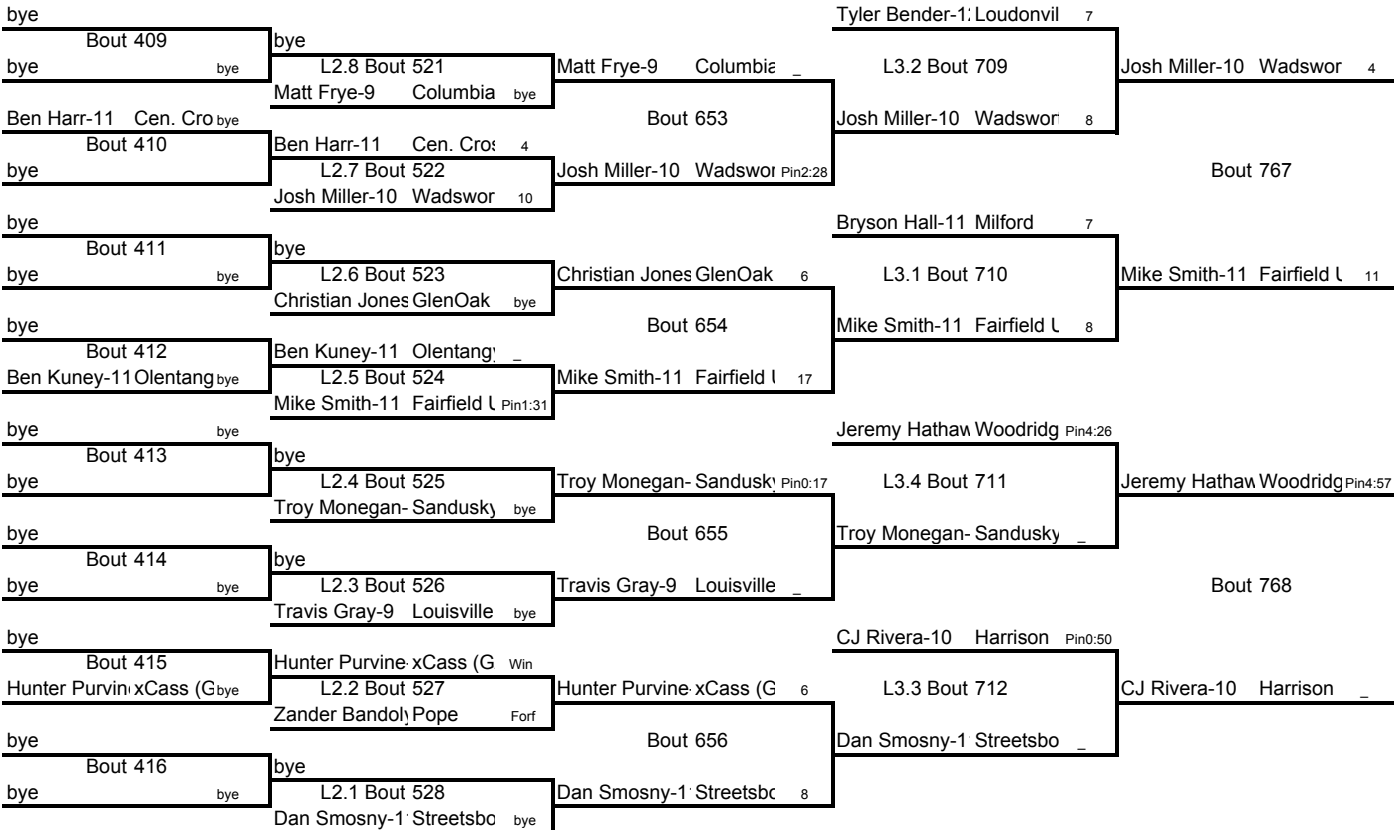 bye Tyler Bender-1 Loudonvil 7
Bout 409 bye
bye bye L2.8 Bout 521 Matt Frye-9 Columbia _ L3.2 Bout 709 Josh Miller-10 Wadswor 4
Matt Frye-9 Columbia bye
Ben Harr-11 Cen. Cro bye Bout 653 Josh Miller-10 Wadswor 8
Bout 410 Ben Harr-11 Cen. Cros 4
bye L2.7 Bout 522 Josh Miller-10 Wadswor Pin2:28 Bout 767
Josh Miller-10 Wadswor 10
bye Bryson Hall-11 Milford 7
Bout 411 bye
bye bye L2.6 Bout 523 Christian Jones GlenOak 6 L3.1 Bout 710 Mike Smith-11 Fairfield 11
Christian Jones GlenOak bye
bye Bout 654 Mike Smith-11 Fairfield 8
Bout 412 Ben Kuney-11 Olentang _
Ben Kuney-11 Olentang bye L2.5 Bout 524 Mike Smith-11 Fairfield 17
Mike Smith-11 Fairfield Pin1:31
bye bye Jeremy Hathaw Woodridg Pin4:26
Bout 413 bye
bye L2.4 Bout 525 Troy Monegan- Sandusk Pin0:17 L3.4 Bout 711 Jeremy Hathaw Woodridg Pin4:57
Troy Monegan- Sandusky bye
bye Bout 655 Troy Monegan- Sandusky _
Bout 414 bye
bye bye L2.3 Bout 526 Travis Gray-9 Louisville _ Bout 768
Travis Gray-9 Louisville bye
bye CJ Rivera-10 Harrison Pin0:50
Bout 415 Hunter Purvine xCass (G Win
Hunter Purvin xCass (G bye L2.2 Bout 527 Hunter Purvine xCass (G 6 L3.3 Bout 712 CJ Rivera-10 Harrison _
Zander Bandoly Pope Forf
bye Bout 656 Dan Smosny-1 Streetsbo _
Bout 416 bye
bye bye L2.1 Bout 528 Dan Smosny-1 Streetsbo 8
Dan Smosny-1 Streetsbo bye